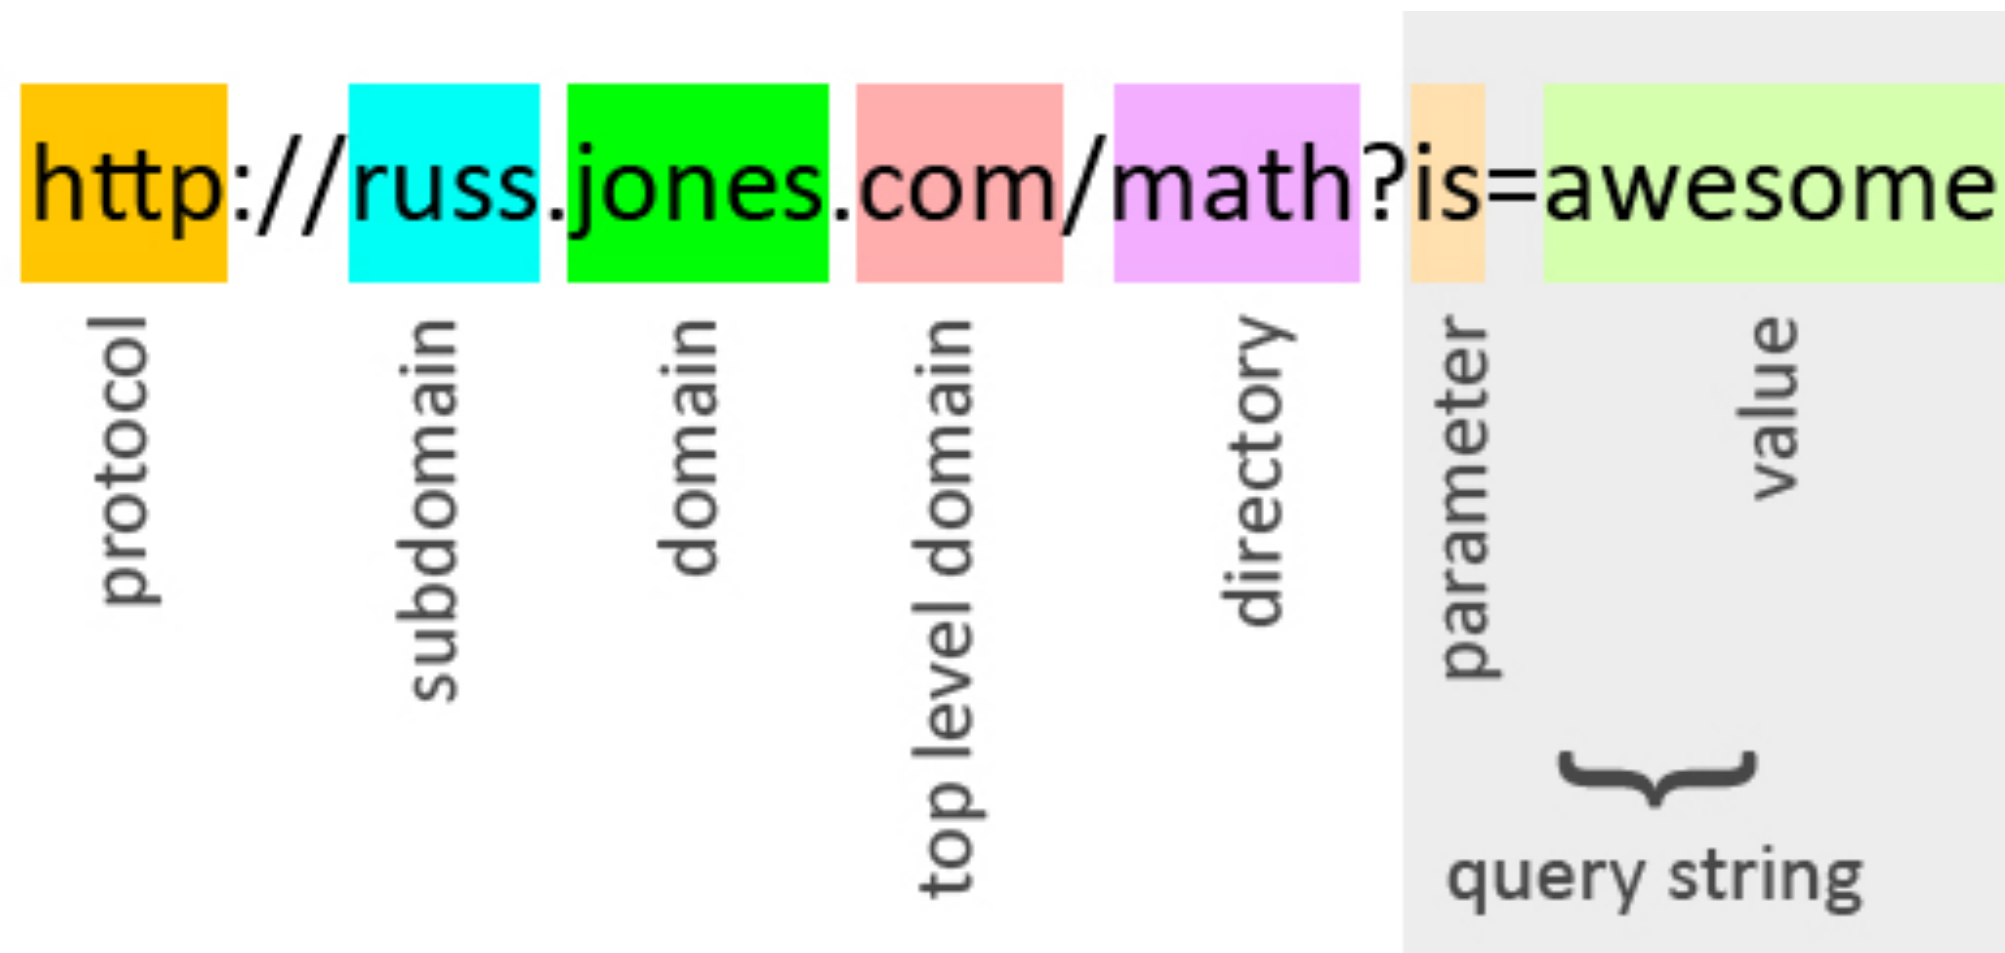 http://russ.jones.com/math?is=awesome
protocol
subdomain
domain
top level domain
directory
parameter
value
query string